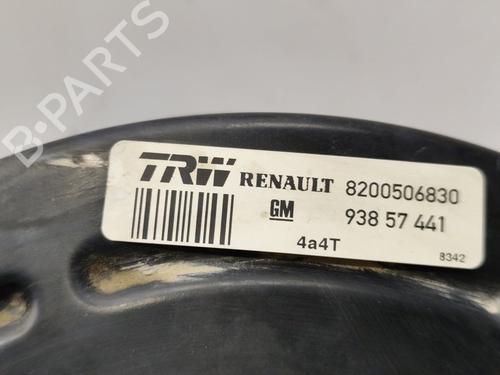 B-PARTS
TRW RENAULT 8200506830
GM 938 57 441
4a4T 8342